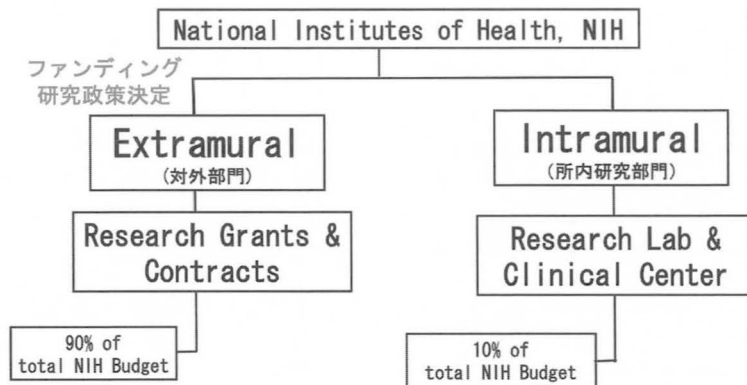 National Institutes of Health, NIH
ファンディング
研究政策決定
Extramural
(対外部門)
Research Grants &
Contracts
90% of
total NIH Budget
Intramural
(所内研究部門)
Research Lab &
Clinical Center
10% of
total NIH Budget